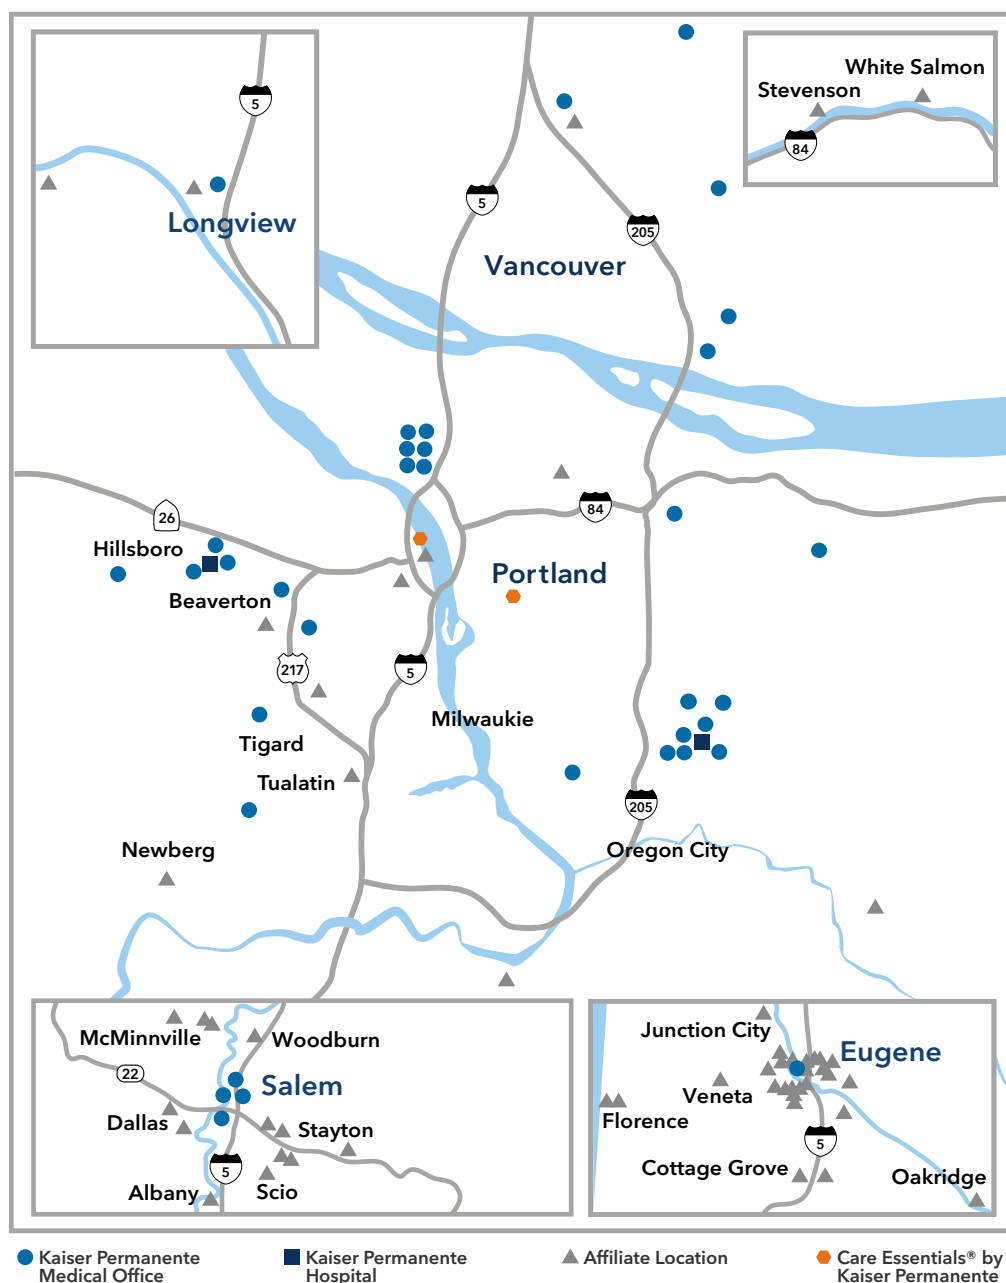 5
Longview
White Salmon
Stevenson
84
5
205
Vancouver
26
84
Hillsboro
Portland
Beaverton
217
5
Milwaukie
Tigard
Tualatin
205
Newberg
Oregon City
McMinnville
Woodburn
22
Salem
Dallas
Stayton
5
Albany
Scio
Junction City
Eugene
Veneta
Florence
5
Cottage Grove
Oakridge
Kaiser Permanente
Medical Office
Kaiser Permanente
Hospital
Affiliate Location
Care Essentials® by
Kaiser Permanente